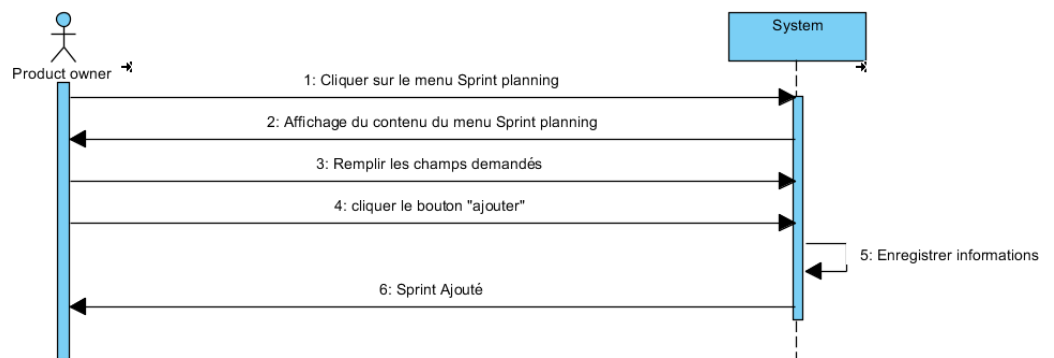 System
Product owner
1: Cliquer sur le menu Sprint planning
2: Affichage du contenu du menu Sprint planning
3: Remplir les champs demandés
4: cliquer le bouton "ajouter"
5: Enregistrer informations
6: Sprint Ajouté